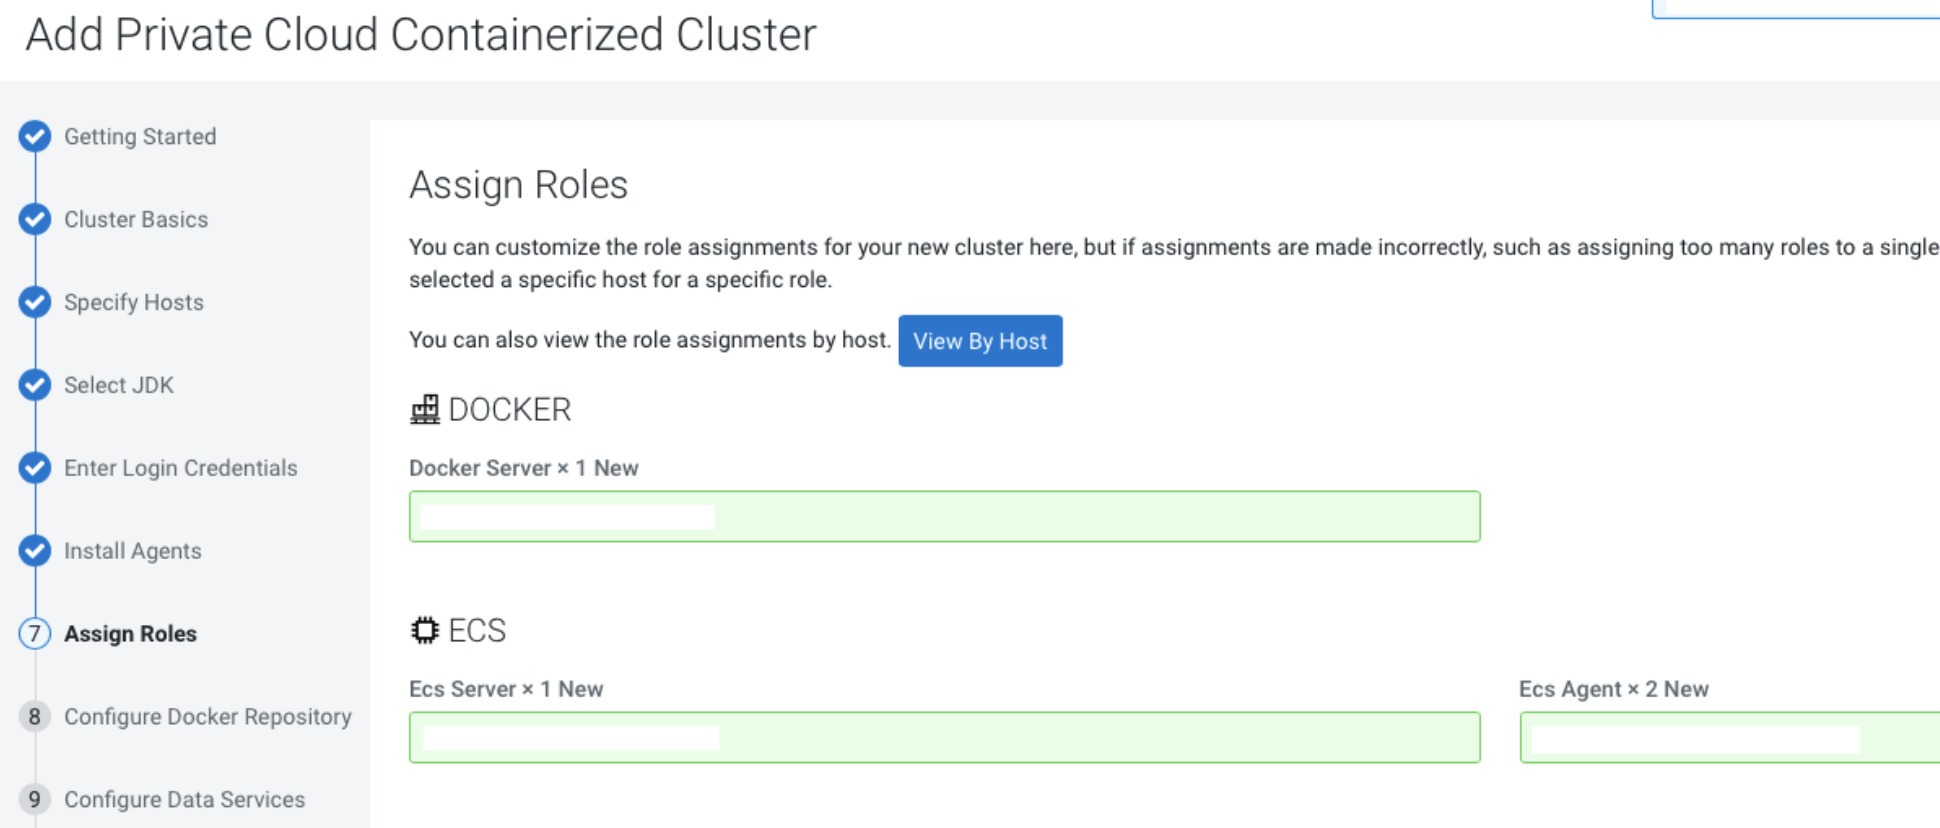 Add Private Cloud Containerized Cluster
Getting Started
Cluster Basics
Specify Hosts
Select JDK
Enter Login Credentials
Install Agents
7 Assign Roles
8 Configure Docker Repository
9 Configure Data Services
Assign Roles
You can customize the role assignments for your new cluster here, but if assignments are made incorrectly, such as assigning too many roles to a single
selected a specific host for a specific role.
You can also view the role assignments by host. View By Host
DOCKER
Docker Server × 1 New
ECS
Ecs Server × 1 New
Ecs Agent × 2 New